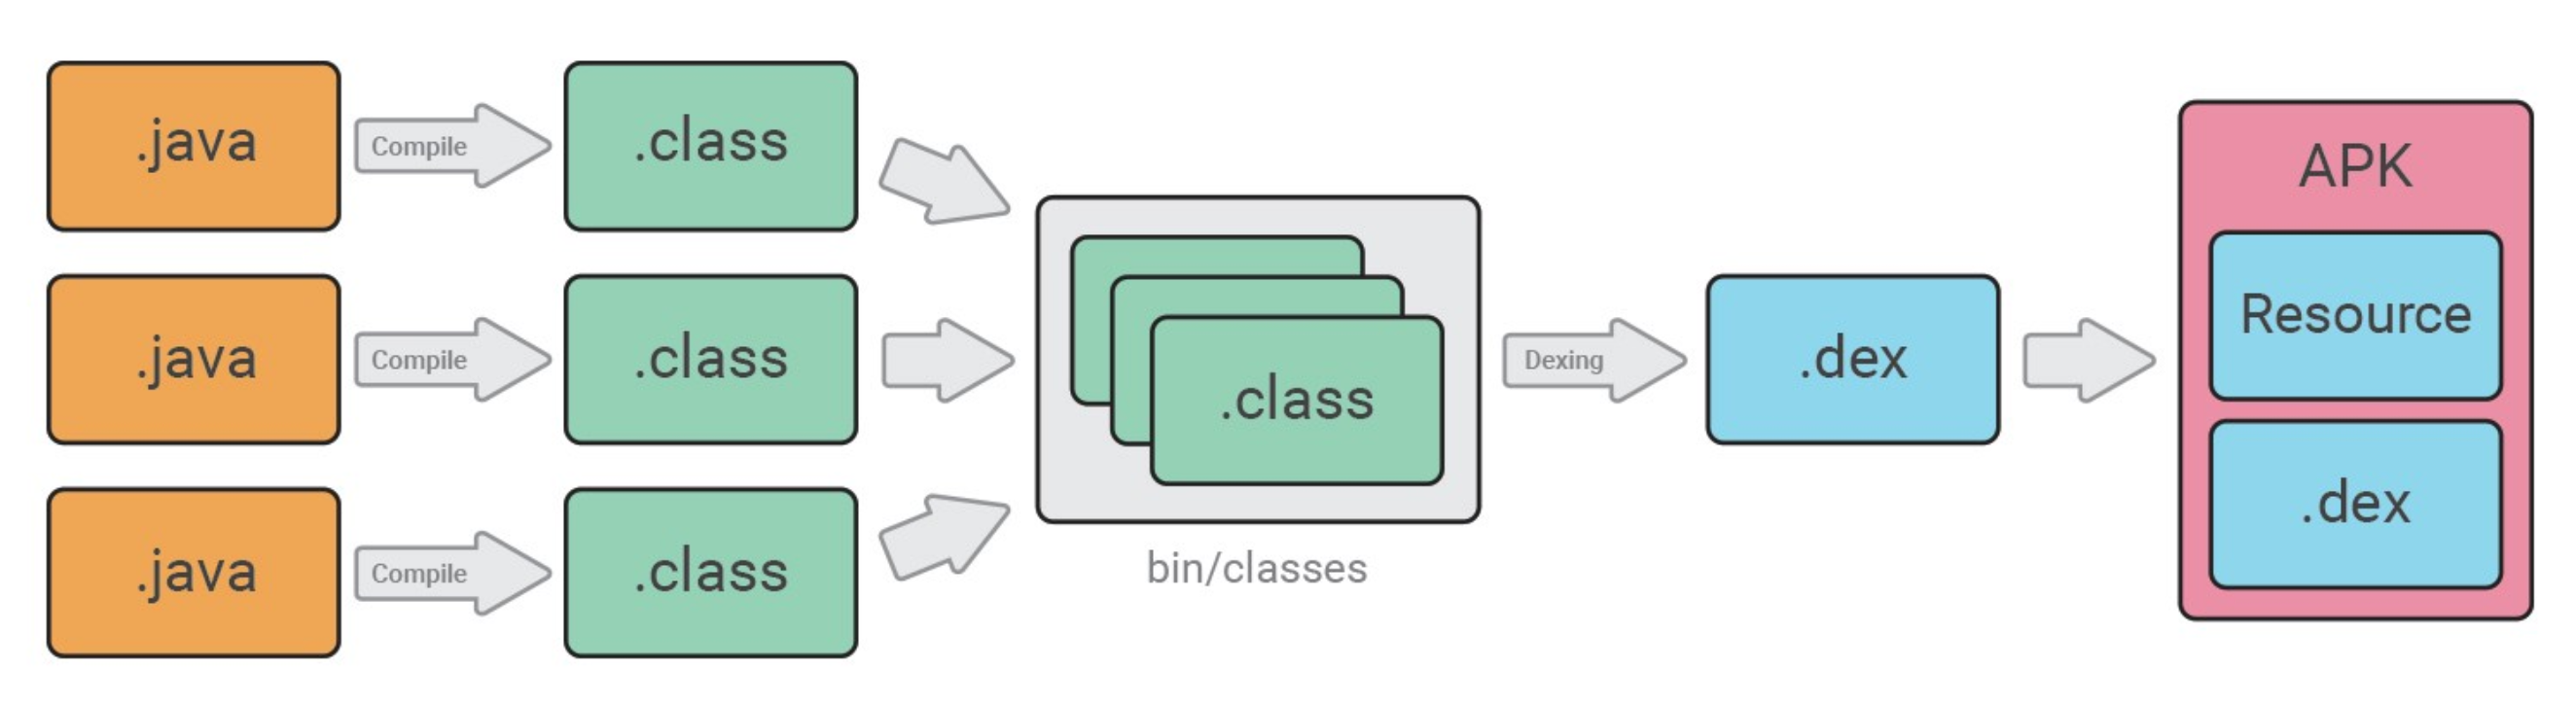 .java
Compile
.class
.java
Compile
.class
.java
Compile
.class
.class
bin/classes
Dexing
.dex
APK
Resource
.dex